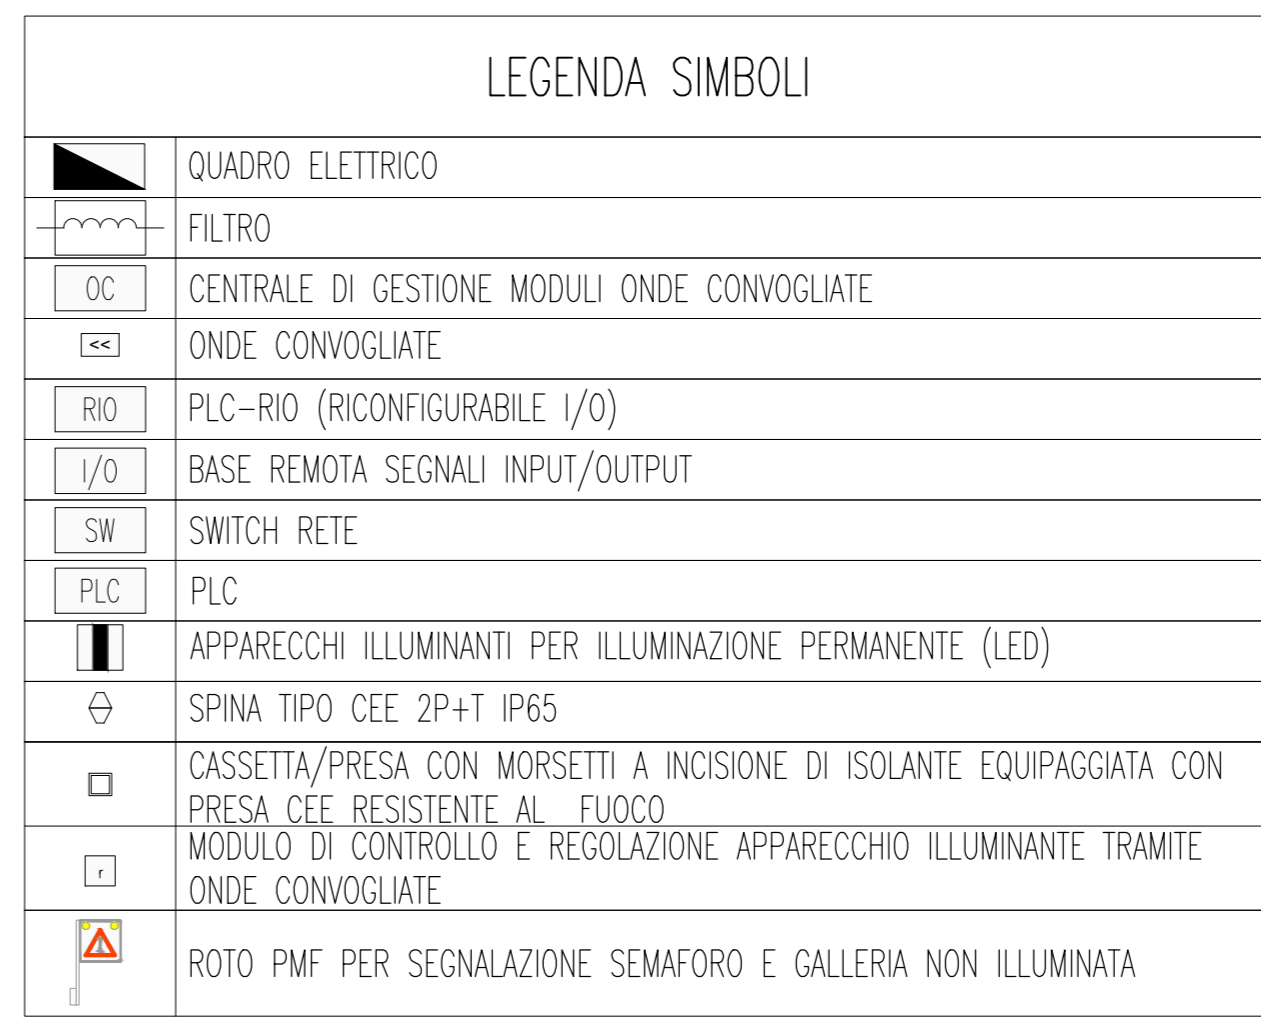 LEGENDA SIMBOLI
QUADRO ELETTRICO
FILTRO
OC CENTRALE DI GESTIONE MODULI ONDE CONVOGLIATE
<< ONDE CONVOGLIATE
RIO PLC-RIO (RICONFIGURABILE I/O)
I/O BASE REMOTA SEGNALI INPUT/OUTPUT
SW SWITCH RETE
PLC PLC
APPARECCHI ILLUMINANTI PER ILLUMINAZIONE PERMANENTE (LED)
SPINA TIPO CEE 2P+T IP65
CASSETTA/PRESA CON MORSETTI A INCISIONE DI ISOLANTE EQUIPAGGIATA CON
PRESA CEE RESISTENTE AL FUOCO
MODULO DI CONTROLLO E REGOLAZIONE APPARECCHIO ILLUMINANTE TRAMITE
r ONDE CONVOGLIATE
ROTO PMF PER SEGNALAZIONE SEMAFORO E GALLERIA NON ILLUMINATA